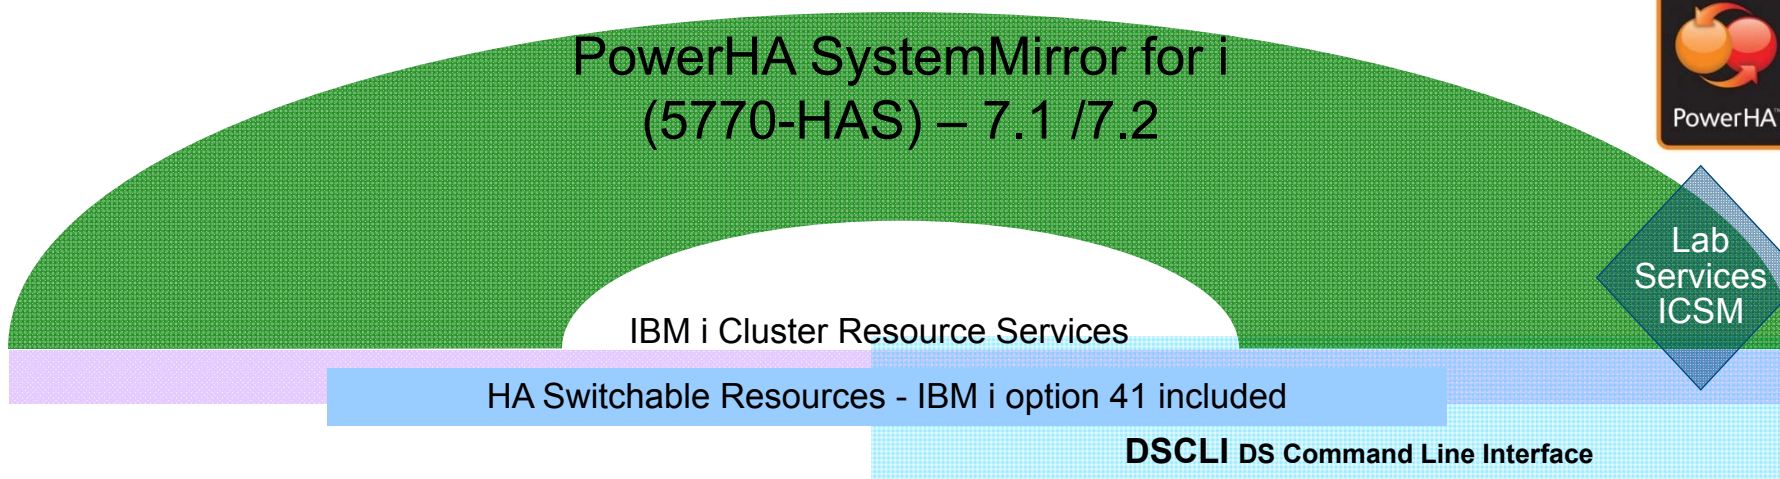 PowerHA SystemMirror for i
(5770-HAS) – 7.1 /7.2
PowerHA™
Lab
Services
ICSM
IBM i Cluster Resource Services
HA Switchable Resources - IBM i option 41 included
DSCLI DS Command Line Interface